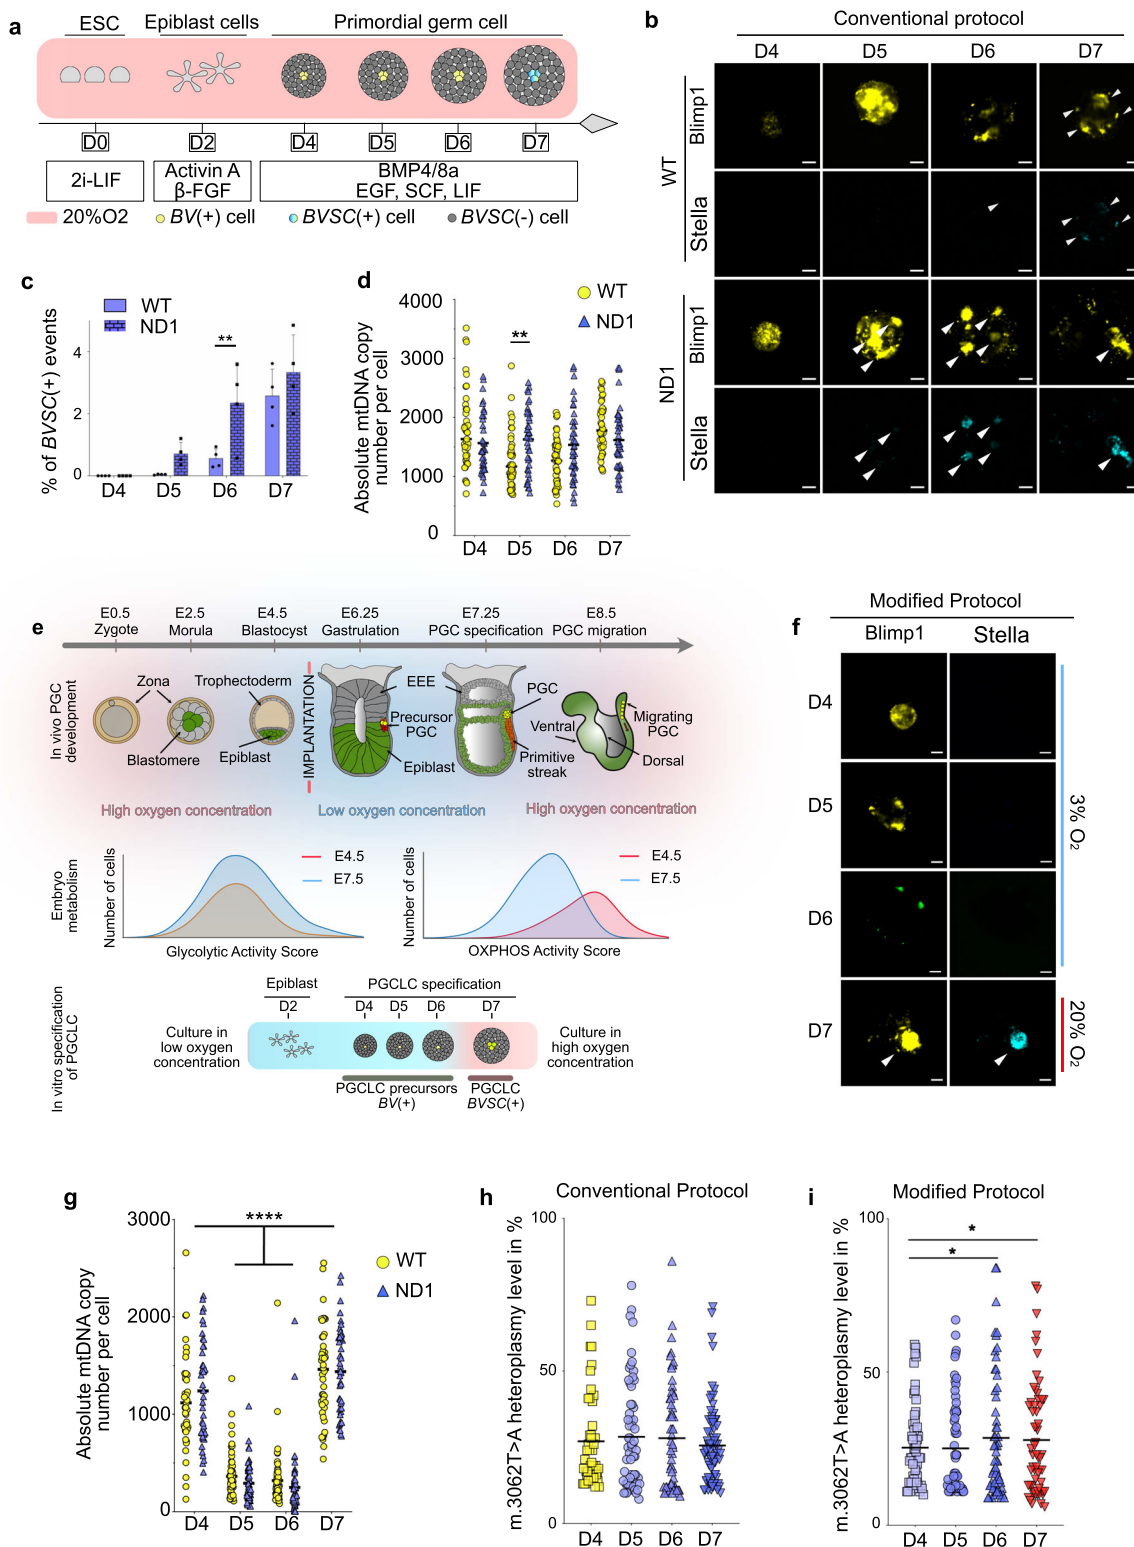 a
ESC
Epiblast cells
Primordial germ cell
D0
D2
D4
D5
D6
D7
2i-LIF
Activin A
β-FGF
BMP4/8a
EGF, SCF, LIF
20%O2
BV(+) cell
BVSC(+) cell
BVSC(-) cell
b
Conventional protocol
D4
D5
D6
D7
WT
Blimp1
Stella
ND1
Blimp1
Stella
c
WT
ND1
% of BVSC(+) events
4
2
0
**
D4
D5
D6
D7
d
WT
ND1
Absolute mtDNA copy
number per cell
4000
3000
2000
1000
0
**
D4
D5
D6
D7
e
E0.5
Zygote
E2.5
Morula
E4.5
Blastocyst
E6.25
Gastrulation
E7.25
PGC specification
E8.5
PGC migration
In vivo PGC
development
Zona
Blastomere
Trophectoderm
Epiblast
IMPLANTATION
EEE
Precursor
PGC
Epiblast
PGC
Primitive
streak
Ventral
Migrating
PGC
Dorsal
High oxygen concentration
Low oxygen concentration
High oxygen concentration
Embryo
metabolism
Number of cells
E4.5
E7.5
Glycolytic Activity Score
Number of cells
E4.5
E7.5
OXPHOS Activity Score
In vitro specification
of PGCLC
Epiblast
D2
PGCLC specification
D4
D5
D6
D7
Culture in
low oxygen
concentration
Culture in
high oxygen
concentration
PGCLC precursors
BV(+)
PGCLC
BVSC(+)
f
Modified Protocol
Blimp1
Stella
D4
D5
D6
D7
3% O2
20% O2
g
Absolute mtDNA copy
number per cell
3000
2000
1000
0
****
WT
ND1
D4
D5
D6
D7
h
Conventional Protocol
m.3062T>A heteroplasmy level in %
100
50
0
D4
D5
D6
D7
i
Modified Protocol
m.3062T>A heteroplasmy level in %
100
50
0
*
*
D4
D5
D6
D7